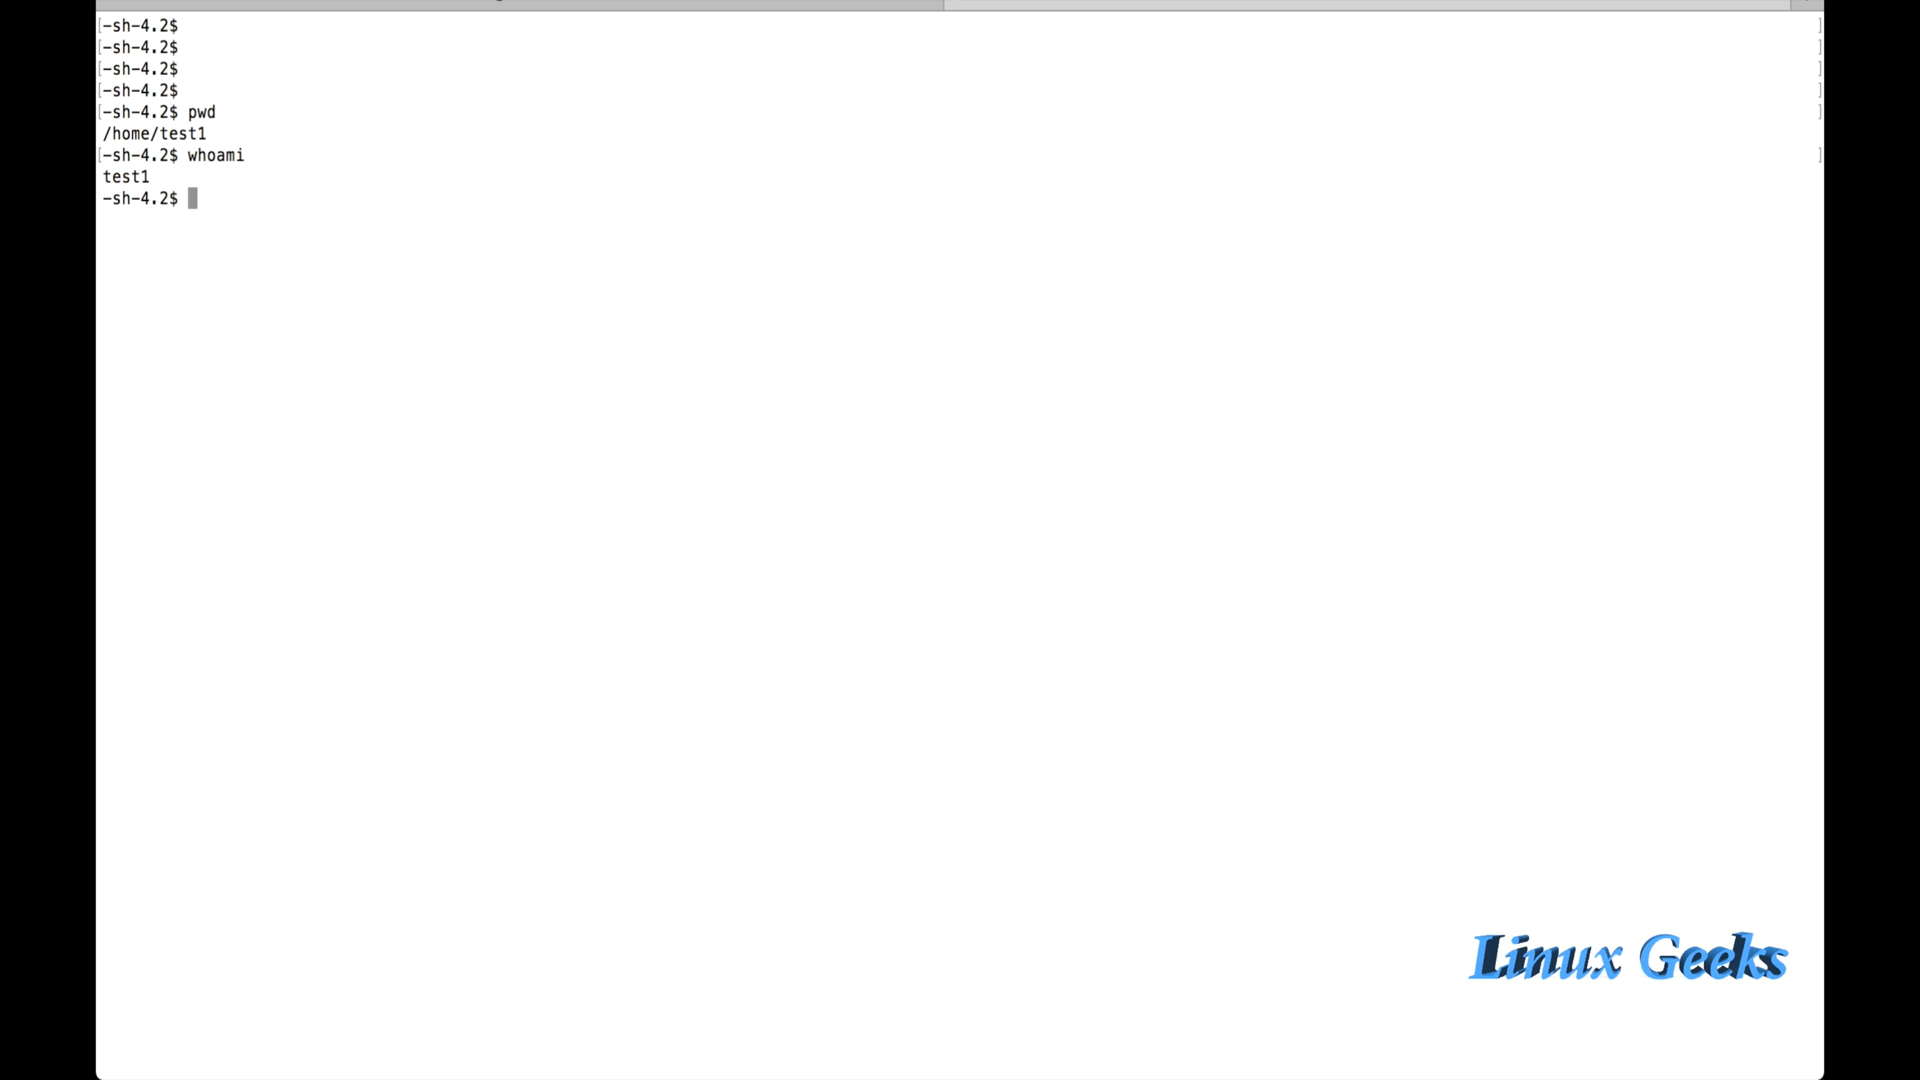 [-sh-4.2$ ]
[-sh-4.2$ ]
[-sh-4.2$ ]
[-sh-4.2$ ]
[-sh-4.2$ pwd ]
/home/test1
[-sh-4.2$ whoami ]
test1
-sh-4.2$
Linux Geeks